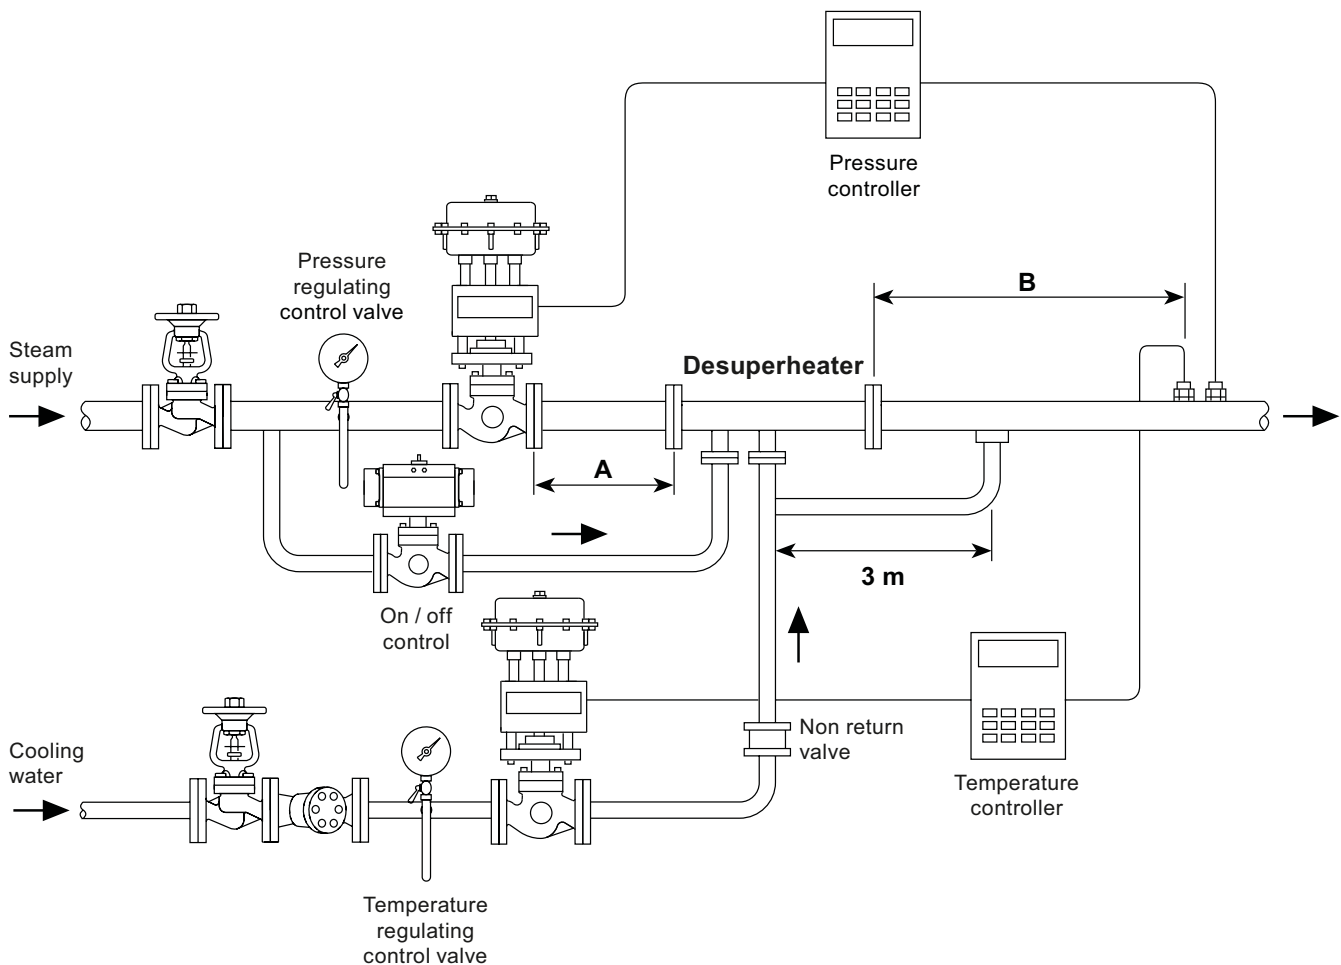 Pressure
controller
Pressure
regulating
control valve
B
Steam
supply
Desuperheater
A
3 m
On / off
control
Non return
valve
Cooling
water
Temperature
controller
Temperature
regulating
control valve